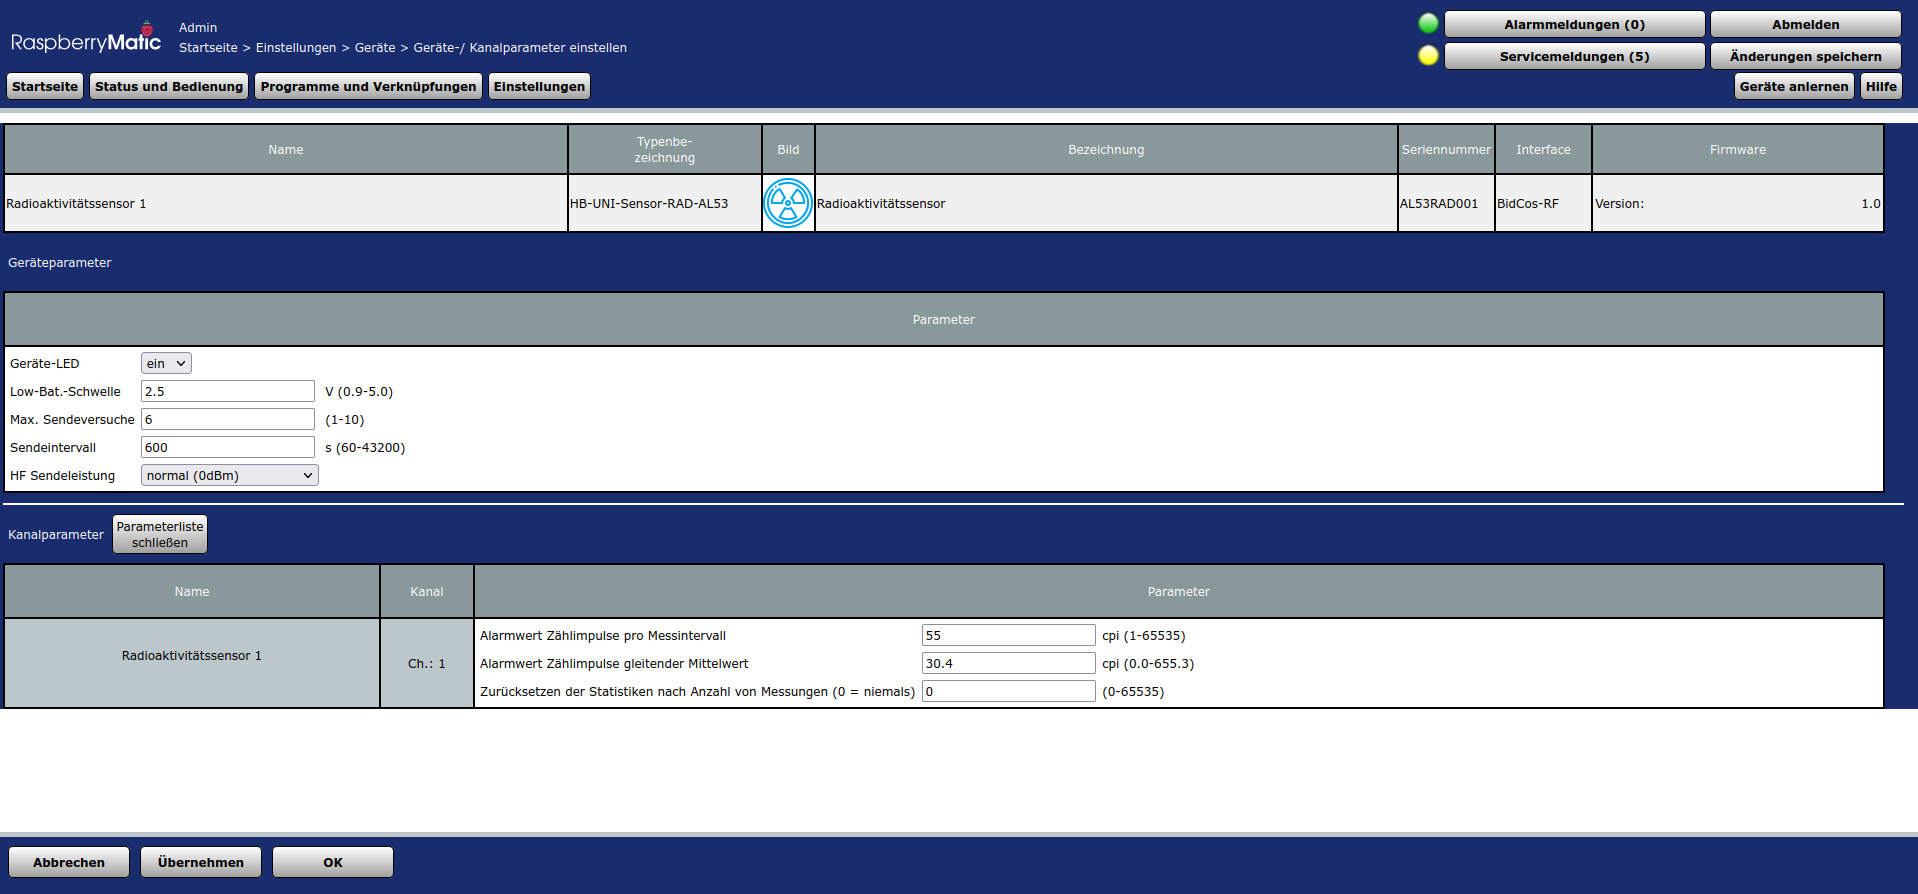 RaspberryMatic
Admin
Startseite > Einstellungen > Geräte > Geräte-/ Kanalparameter einstellen
Alarmmeldungen (0)
Abmelden
Servicemeldungen (5)
Änderungen speichern
Startseite
Status und Bedienung
Programme und Verknüpfungen
Einstellungen
Geräte anlernen
Hilfe
Name
Typenbe-
zeichnung
Bild
Bezeichnung
Seriennummer
Interface
Firmware
Radioaktivitätssensor 1
HB-UNI-Sensor-RAD-AL53
Radioaktivitätssensor
AL53RAD001
BidCos-RF
Version: 1.0
Geräteparameter
Parameter
Geräte-LED ein
Low-Bat.-Schwelle 2.5 V (0.9-5.0)
Max. Sendeversuche 6 (1-10)
Sendeintervall 600 s (60-43200)
HF Sendeleistung normal (0dBm)
Kanalparameter
Parameterliste
schließen
Name
Kanal
Parameter
Radioaktivitätssensor 1
Ch.: 1
Alarmwert Zählimpulse pro Messintervall 55 cpi (1-65535)
Alarmwert Zählimpulse gleitender Mittelwert 30.4 cpi (0.0-655.3)
Zurücksetzen der Statistiken nach Anzahl von Messungen (0 = niemals) 0 (0-65535)
Abbrechen
Übernehmen
OK